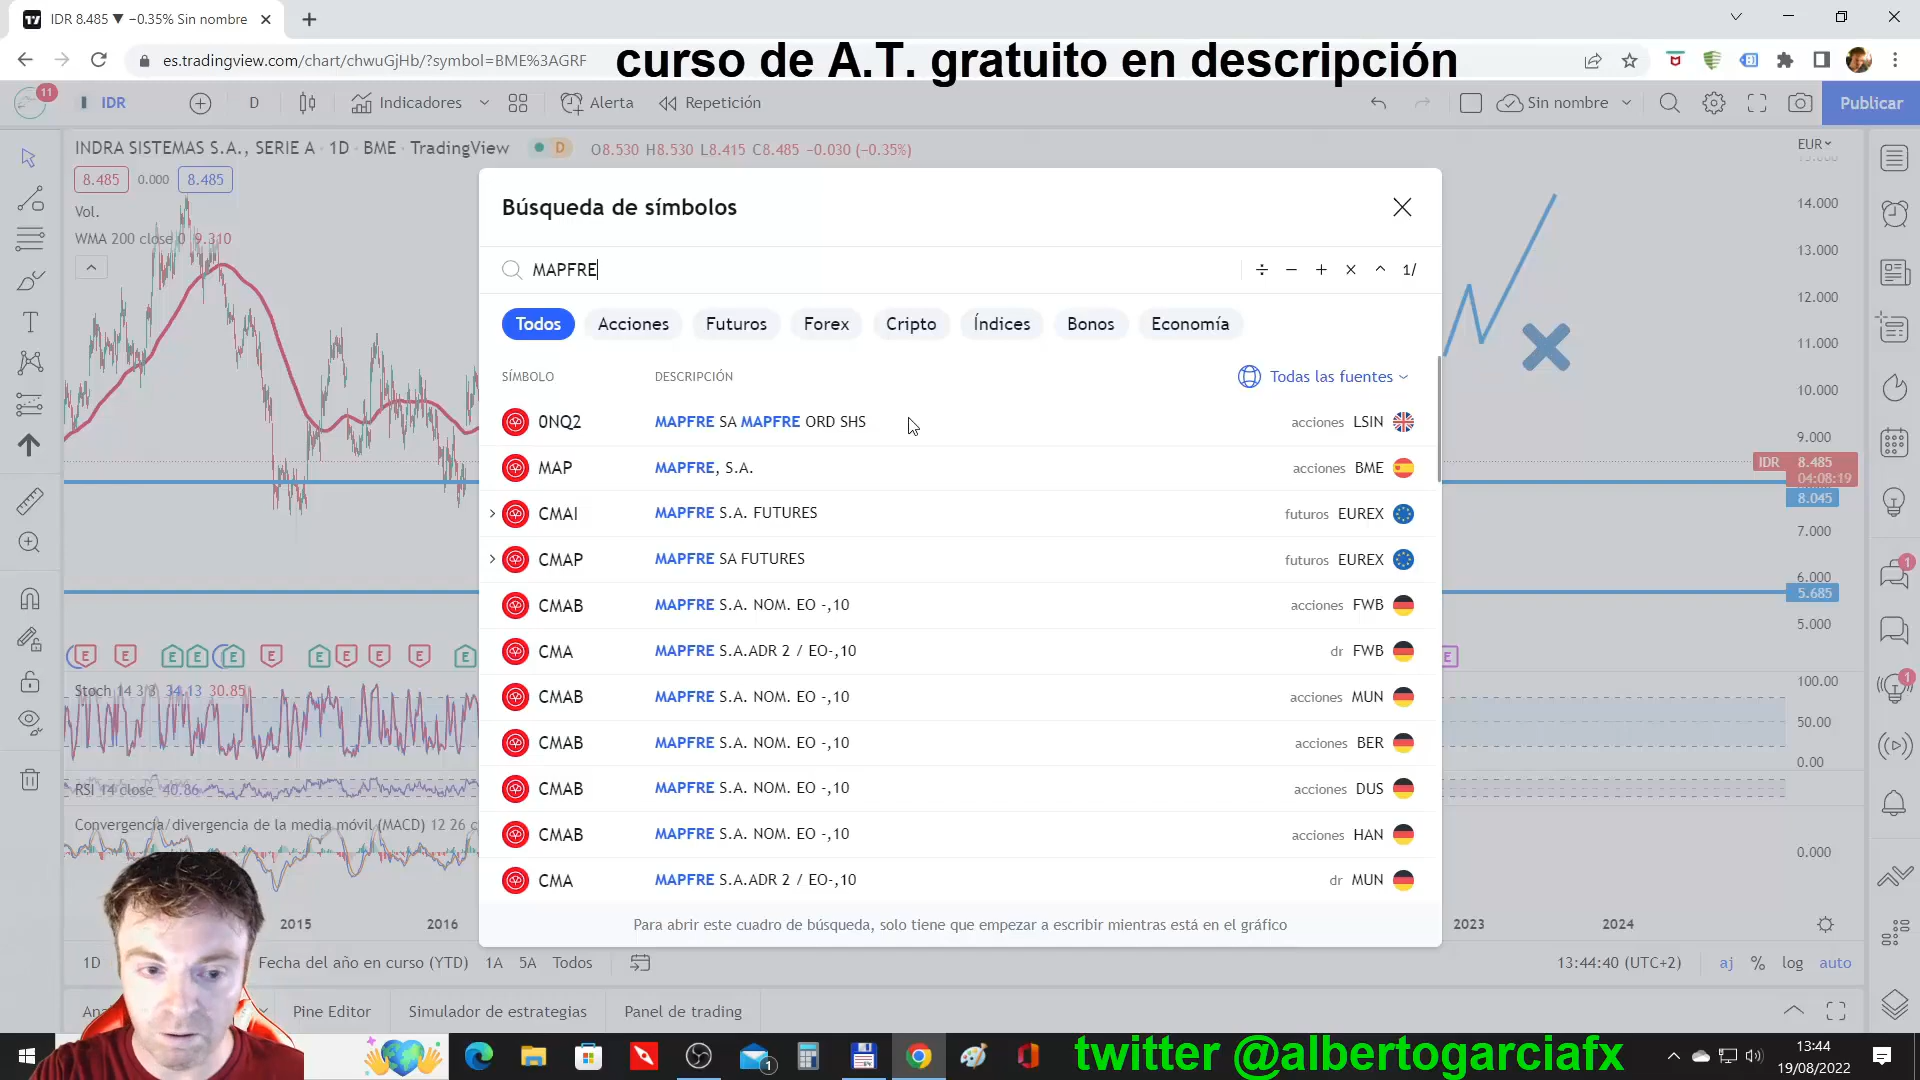 IDR 8.485 ▼ −0.35% Sin nombre
es.tradingview.com/chart/chwuGjHb/?symbol=BME%3AGRF
curso de A.T. gratuito en descripción
11
IDR
D
Indicadores
Alerta
Repetición
Sin nombre
Publicar
INDRA SISTEMAS S.A., SERIE A · 1D · BME · TradingView
D
O8.530 H8.530 L8.415 C8.485 −0.030 (−0.35%)
EUR
8.485
0.000
8.485
Vol.
WMA 200 close 0 9.310
Búsqueda de símbolos
MAPFRE
÷ − + × ^ 1/
Todos
Acciones
Futuros
Forex
Cripto
Índices
Bonos
Economía
SÍMBOLO
DESCRIPCIÓN
Todas las fuentes
0NQ2 MAPFRE SA MAPFRE ORD SHS acciones LSIN
MAP MAPFRE, S.A. acciones BME
CMAI MAPFRE S.A. FUTURES futuros EUREX
CMAP MAPFRE SA FUTURES futuros EUREX
CMAB MAPFRE S.A. NOM. EO -,10 acciones FWB
CMA MAPFRE S.A.ADR 2 / EO-,10 dr FWB
CMAB MAPFRE S.A. NOM. EO -,10 acciones MUN
CMAB MAPFRE S.A. NOM. EO -,10 acciones BER
CMAB MAPFRE S.A. NOM. EO -,10 acciones DUS
CMAB MAPFRE S.A. NOM. EO -,10 acciones HAN
CMA MAPFRE S.A.ADR 2 / EO-,10 dr MUN
Para abrir este cuadro de búsqueda, solo tiene que empezar a escribir mientras está en el gráfico
14.000
13.000
12.000
11.000
10.000
9.000
IDR 8.485
04:08:19
8.045
7.000
6.000
5.685
5.000
E E E E E E E E E E E
Stoch 14 3 3 34.13 30.85
100.00
50.00
0.00
RSI 14 close 40.86
Convergencia/divergencia de la media móvil (MACD) 12 26 c
0.000
2015
2016
2023
2024
1D
Fecha del año en curso (YTD)
1A
5A
Todos
13:44:40 (UTC+2)
aj
%
log
auto
Pine Editor
Simulador de estrategias
Panel de trading
1
1
1
twitter @albertogarciafx
13:44
19/08/2022